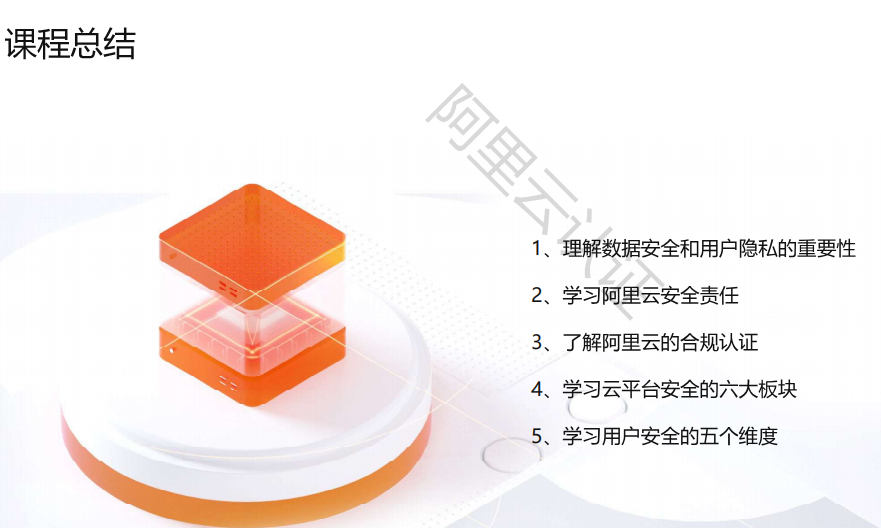 课程总结
阿里云认证
1、理解数据安全和用户隐私的重要性
2、学习阿里云安全责任
3、了解阿里云的合规认证
4、学习云平台安全的六大板块
5、学习用户安全的五个维度